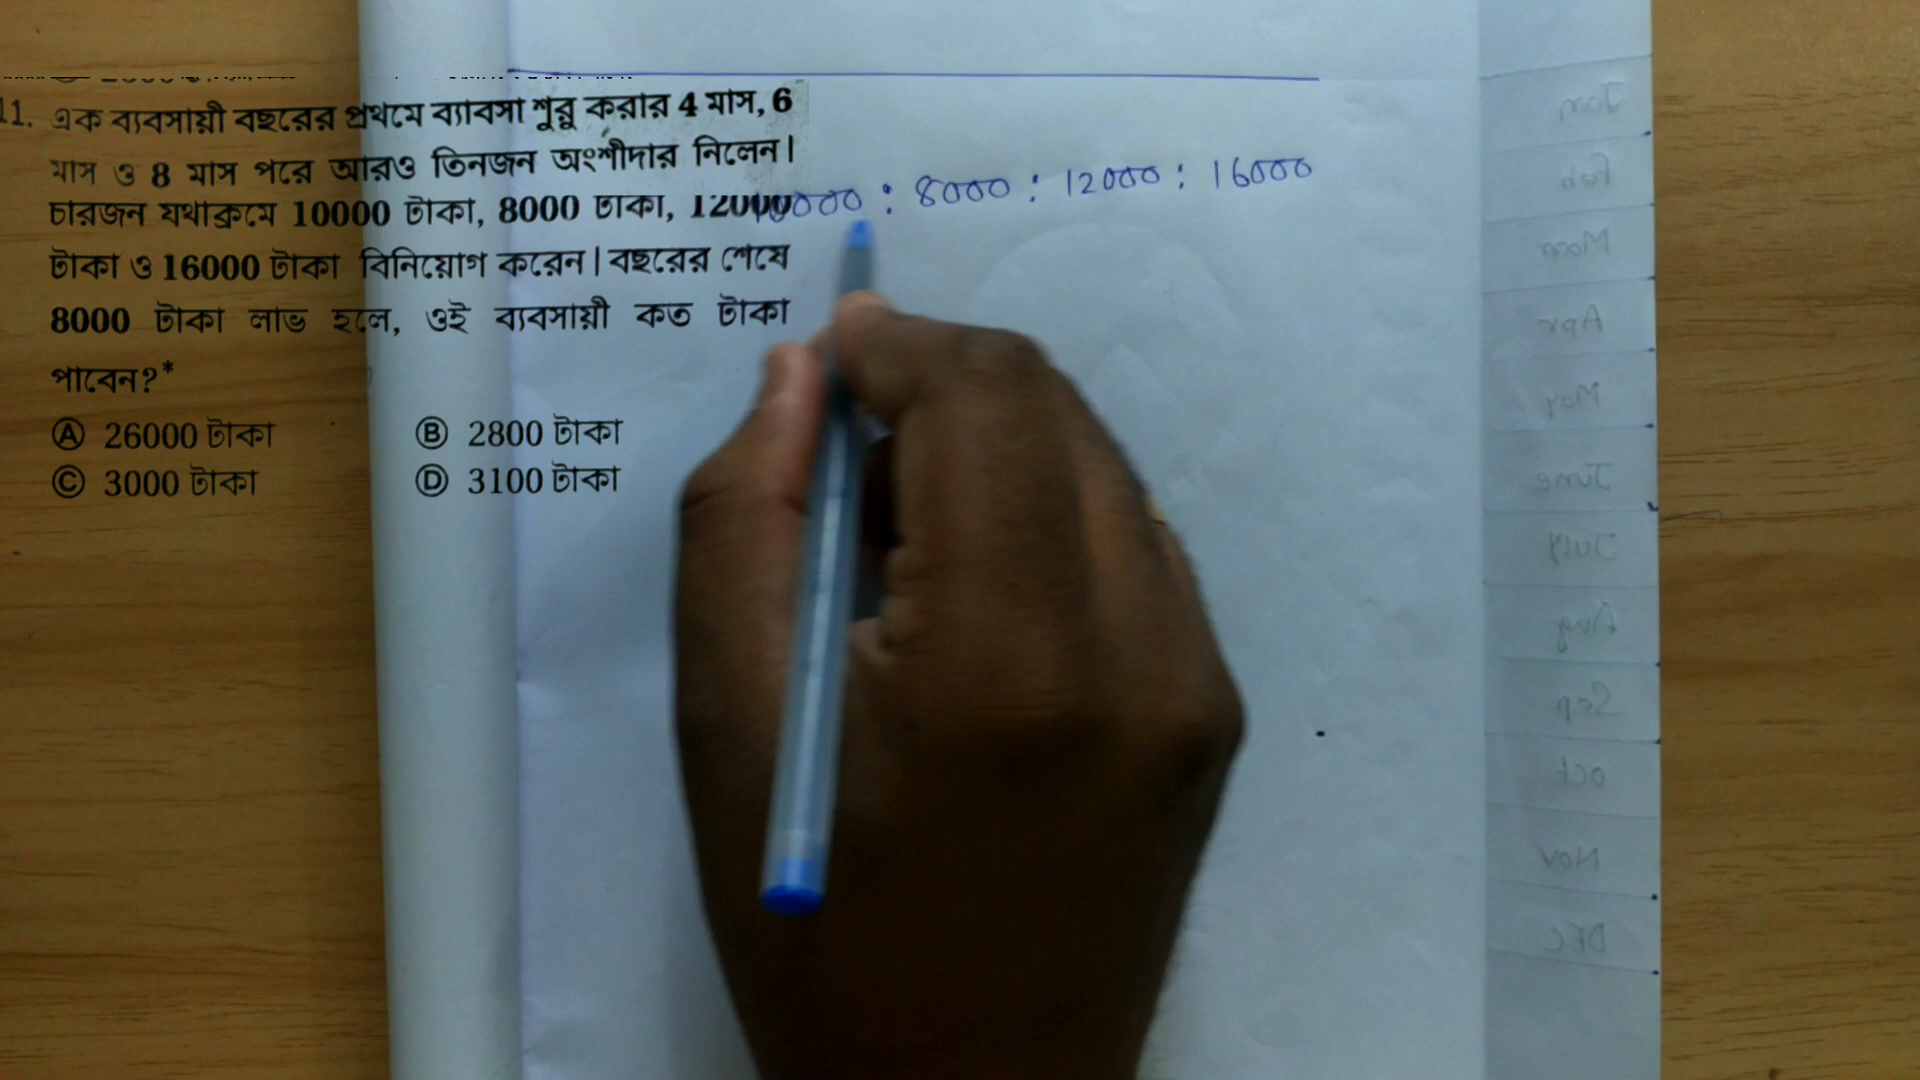 11. এক ব্যবসায়ী বছরের প্রথমে ব্যাবসা শুরু করার 4 মাস, 6
মাস ও 8 মাস পরে আরও তিনজন অংশীদার নিলেন।
চারজন যথাক্রমে 10000 টাকা, 8000 টাকা, 12000
টাকা ও 16000 টাকা বিনিয়োগ করেন। বছরের শেষে
8000 টাকা লাভ হলে, ওই ব্যবসায়ী কত টাকা
পাবেন?*
Ⓐ 26000 টাকা Ⓑ 2800 টাকা
Ⓒ 3000 টাকা Ⓓ 3100 টাকা
10000 : 8000 : 12000 : 16000
Jan
Feb
Apr
May
June
July
Aug
Sep
Oct
Nov
DEC